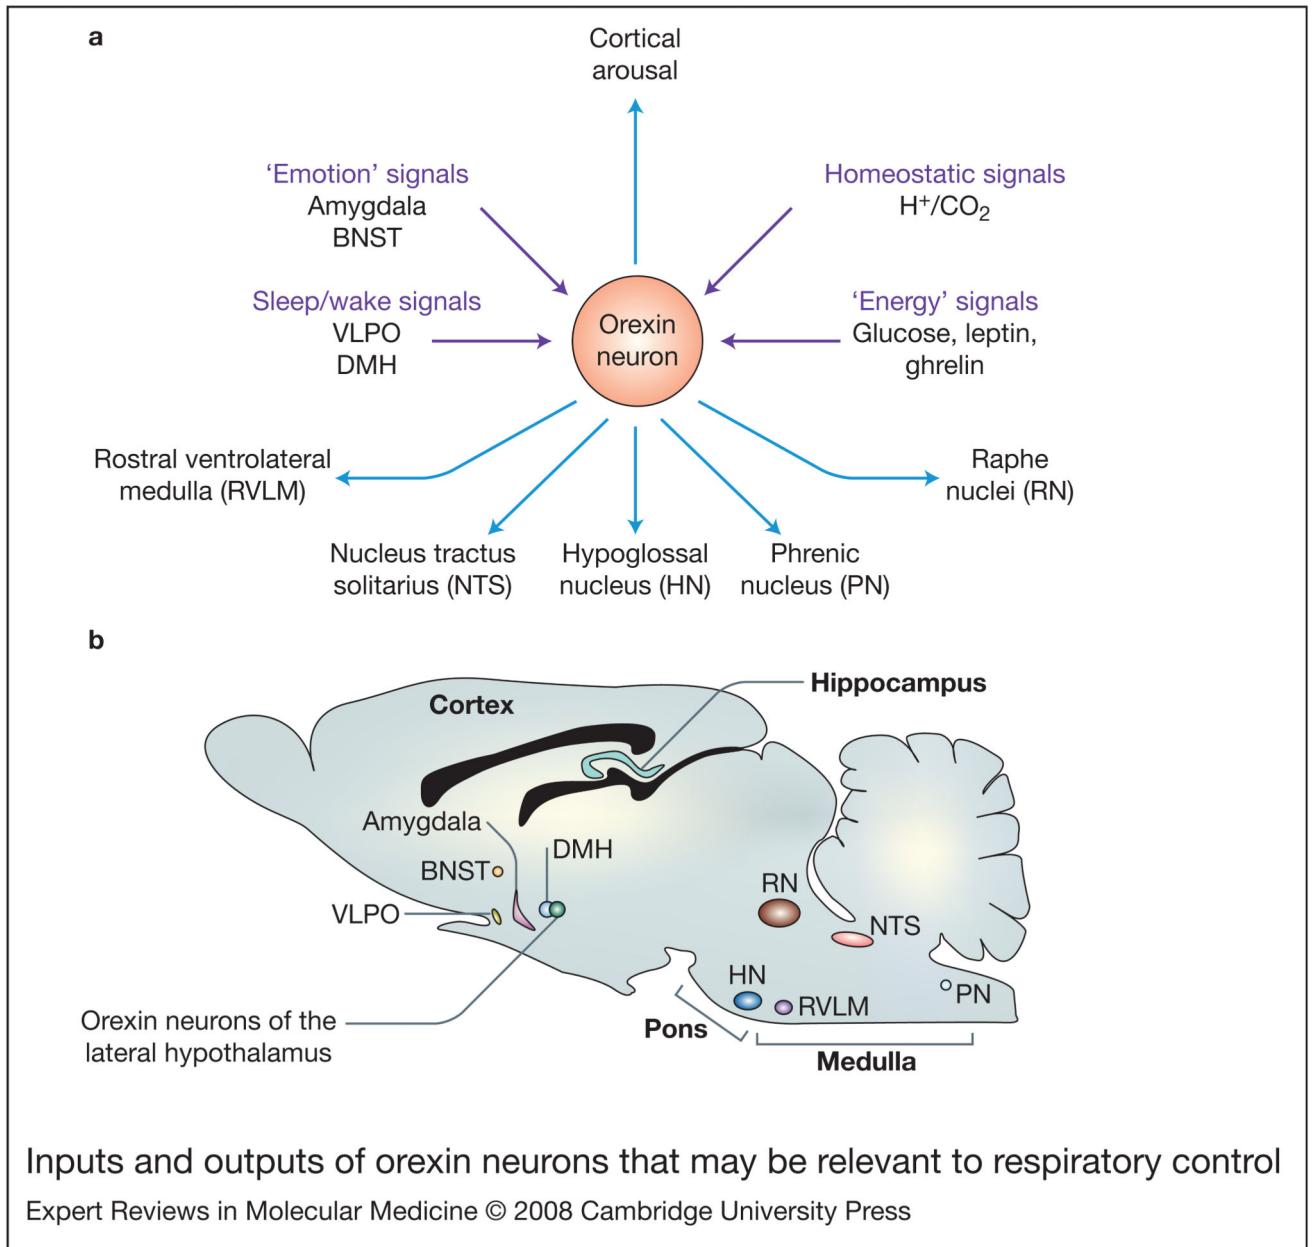 a
Cortical
arousal
‘Emotion’ signals
Amygdala
BNST
Homeostatic signals
H⁺/CO₂
Sleep/wake signals
VLPO
DMH
Orexin
neuron
‘Energy’ signals
Glucose, leptin,
ghrelin
Rostral ventrolateral
medulla (RVLM)
Raphe
nuclei (RN)
Nucleus tractus
solitarius (NTS)
Hypoglossal
nucleus (HN)
Phrenic
nucleus (PN)
b
Hippocampus
Cortex
Amygdala
DMH
BNST
VLPO
RN
NTS
HN
RVLM
PN
Orexin neurons of the
lateral hypothalamus
Pons
Medulla
Inputs and outputs of orexin neurons that may be relevant to respiratory control
Expert Reviews in Molecular Medicine © 2008 Cambridge University Press